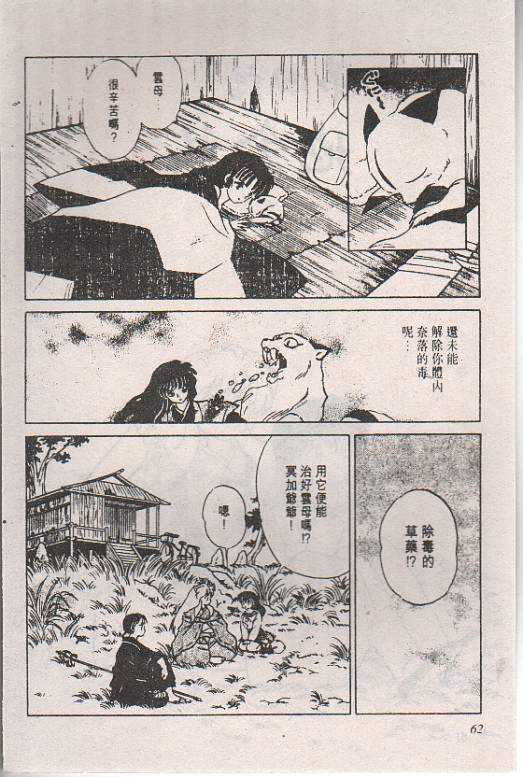 雲母⋯
很辛苦嗎?
還未能
解除你體內
奈落的毒
呢⋯
除毒的
草藥!?
用它便能
治好雲母嗎!?
冥加爺爺!
嗯!
62